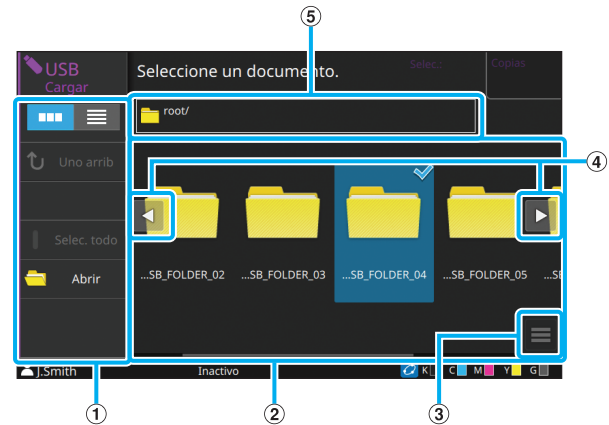 ⑤
USB
Cargar
Seleccione un documento.
Selec.:
Copias
root/
Uno arrib
④
Selec. todo
Abrir
...SB_FOLDER_02
...SB_FOLDER_03
...SB_FOLDER_04
...SB_FOLDER_05
...SE
J.Smith
Inactivo
K C M Y G
① ② ③